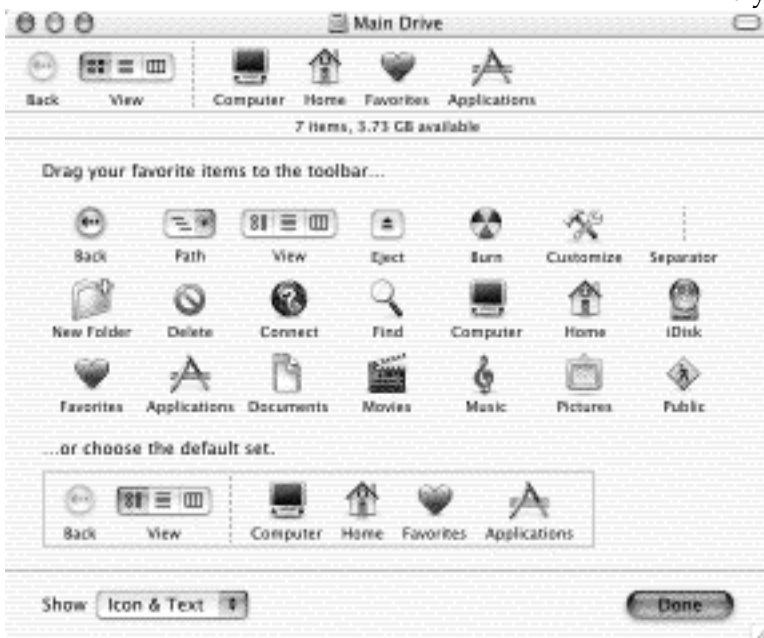 Main Drive
Back View Computer Home Favorites Applications
7 items, 3.73 GB available
Drag your favorite items to the toolbar...
Back Path View Eject Burn Customize Separator
New Folder Delete Connect Find Computer Home iDisk
Favorites Applications Documents Movies Music Pictures Public
...or choose the default set.
Back View Computer Home Favorites Applications
Show Icon & Text Done